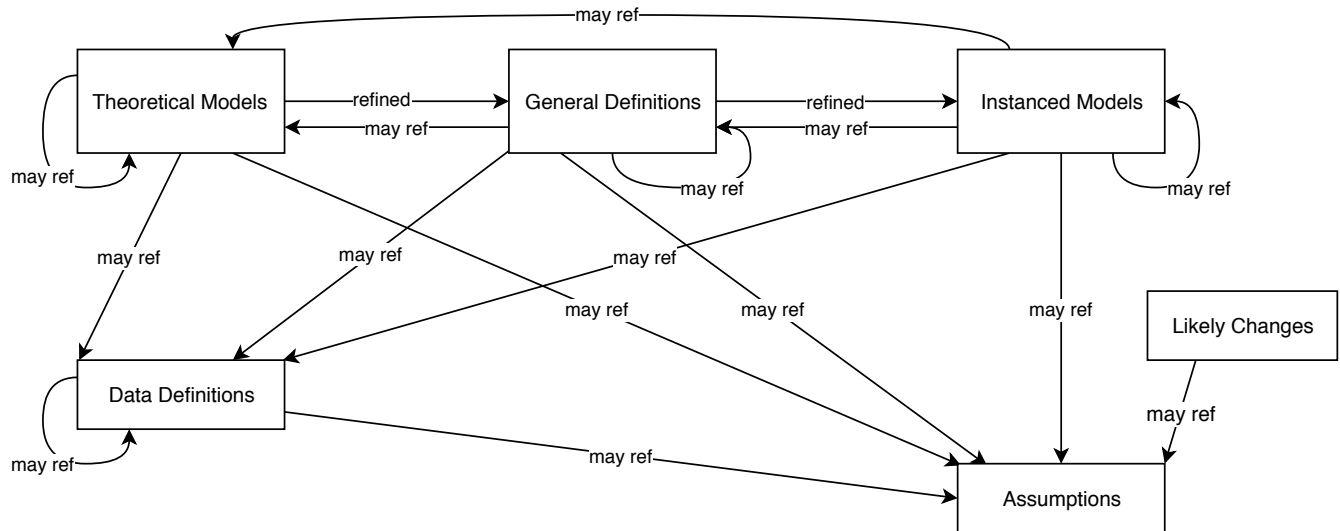 may ref
Theoretical Models
refined
General Definitions
refined
Instanced Models
may ref
may ref
may ref
may ref
may ref
may ref
may ref
may ref
may ref
may ref
may ref
may ref
Likely Changes
Data Definitions
may ref
may ref
may ref
Assumptions